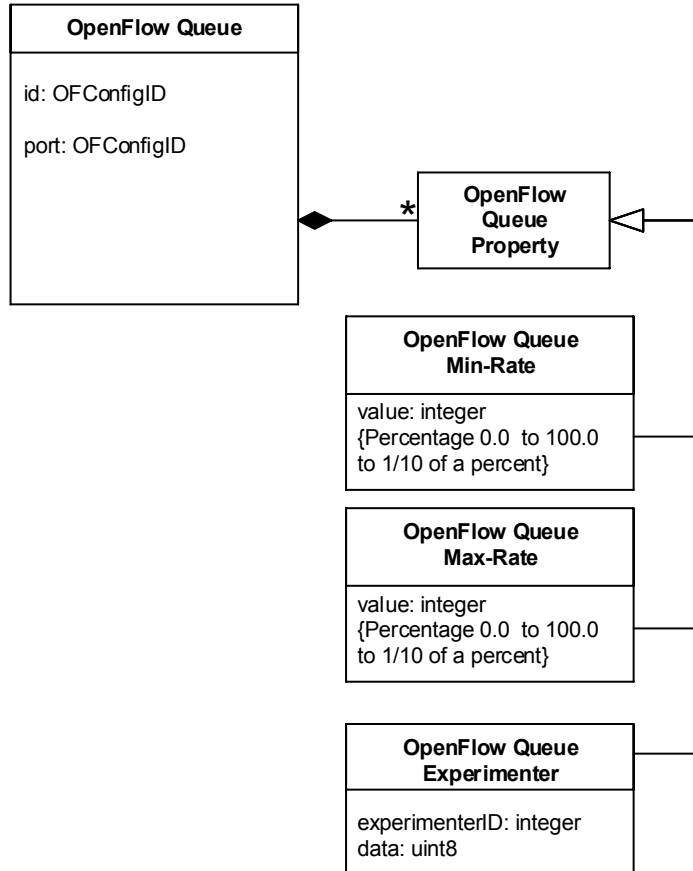 OpenFlow Queue
id: OFConfigID
port: OFConfigID
*
OpenFlow
Queue
Property
OpenFlow Queue
Min-Rate
value: integer
{Percentage 0.0  to 100.0
to 1/10 of a percent}
OpenFlow Queue
Max-Rate
value: integer
{Percentage 0.0  to 100.0
to 1/10 of a percent}
OpenFlow Queue
Experimenter
experimenterID: integer
data: uint8